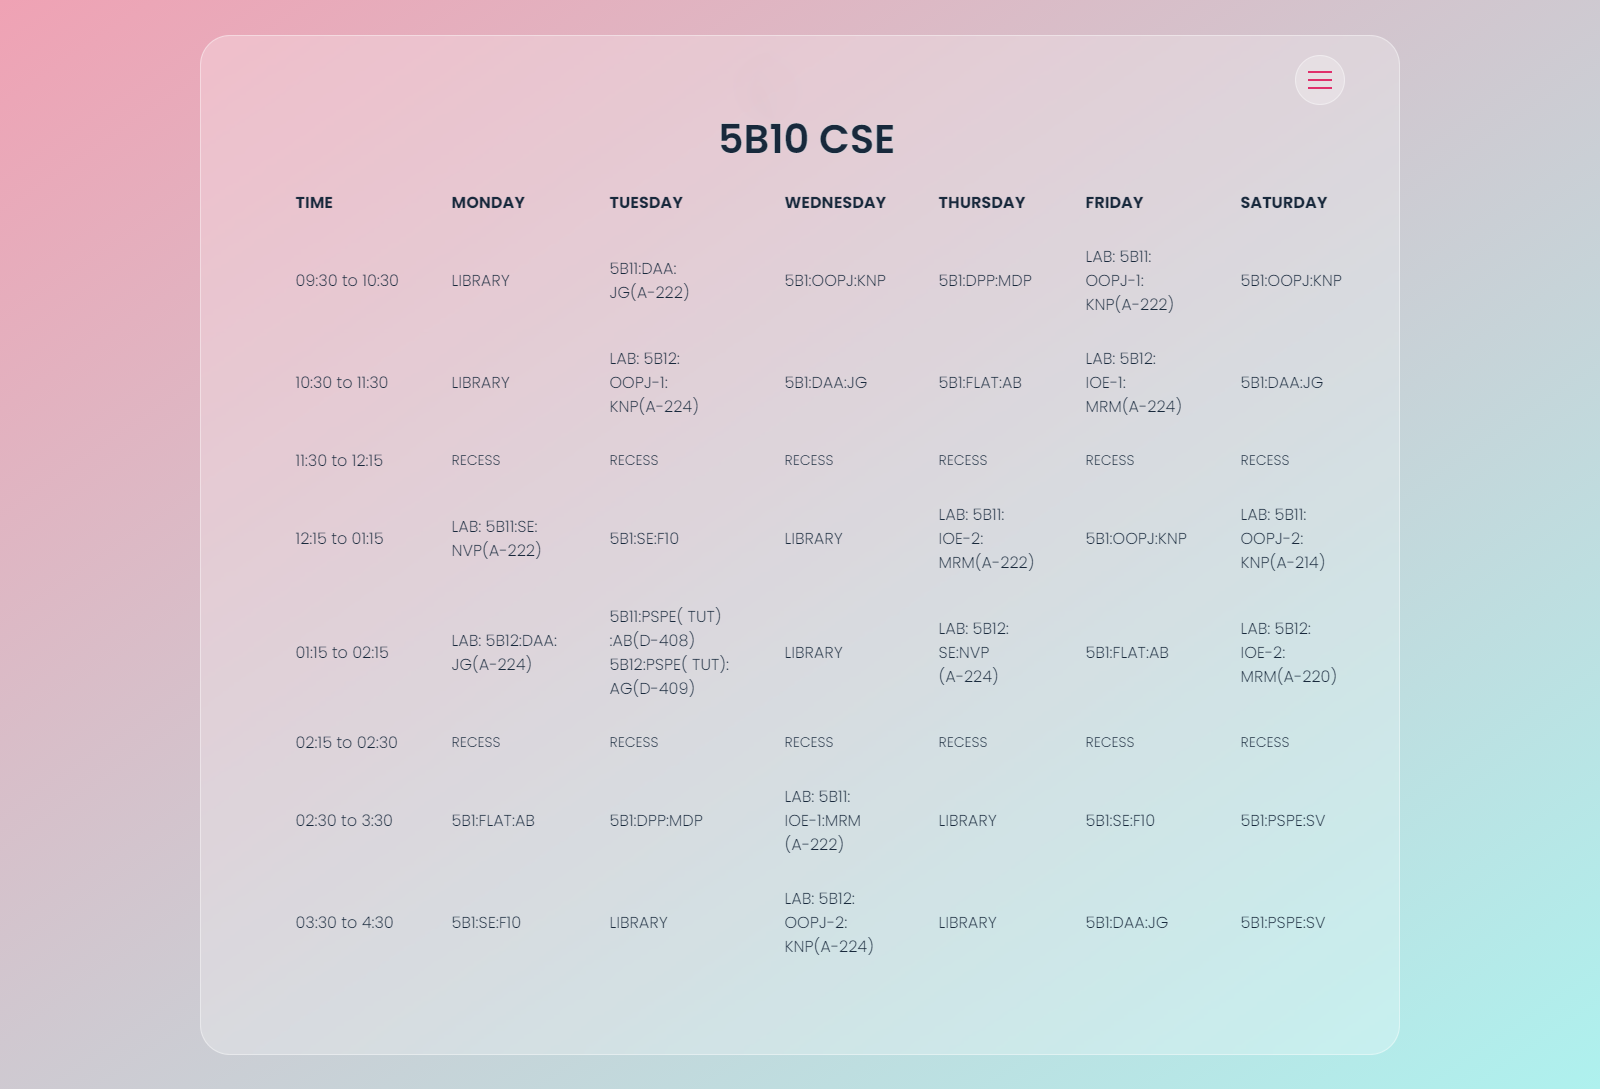 5B10 CSE
TIME MONDAY TUESDAY WEDNESDAY THURSDAY FRIDAY SATURDAY
09:30 to 10:30
LIBRARY
5B11:DAA:
JG(A-222)
5B1:OOPJ:KNP
5B1:DPP:MDP
LAB: 5B11:
OOPJ-1:
KNP(A-222)
5B1:OOPJ:KNP
10:30 to 11:30
LIBRARY
LAB: 5B12:
OOPJ-1:
KNP(A-224)
5B1:DAA:JG
5B1:FLAT:AB
LAB: 5B12:
IOE-1:
MRM(A-224)
5B1:DAA:JG
11:30 to 12:15
RECESS
RECESS
RECESS
RECESS
RECESS
RECESS
12:15 to 01:15
LAB: 5B11:SE:
NVP(A-222)
5B1:SE:F10
LIBRARY
LAB: 5B11:
IOE-2:
MRM(A-222)
5B1:OOPJ:KNP
LAB: 5B11:
OOPJ-2:
KNP(A-214)
01:15 to 02:15
LAB: 5B12:DAA:
JG(A-224)
5B11:PSPE( TUT)
:AB(D-408)
5B12:PSPE( TUT):
AG(D-409)
LIBRARY
LAB: 5B12:
SE:NVP
(A-224)
5B1:FLAT:AB
LAB: 5B12:
IOE-2:
MRM(A-220)
02:15 to 02:30
RECESS
RECESS
RECESS
RECESS
RECESS
RECESS
02:30 to 3:30
5B1:FLAT:AB
5B1:DPP:MDP
LAB: 5B11:
IOE-1:MRM
(A-222)
LIBRARY
5B1:SE:F10
5B1:PSPE:SV
03:30 to 4:30
5B1:SE:F10
LIBRARY
LAB: 5B12:
OOPJ-2:
KNP(A-224)
LIBRARY
5B1:DAA:JG
5B1:PSPE:SV